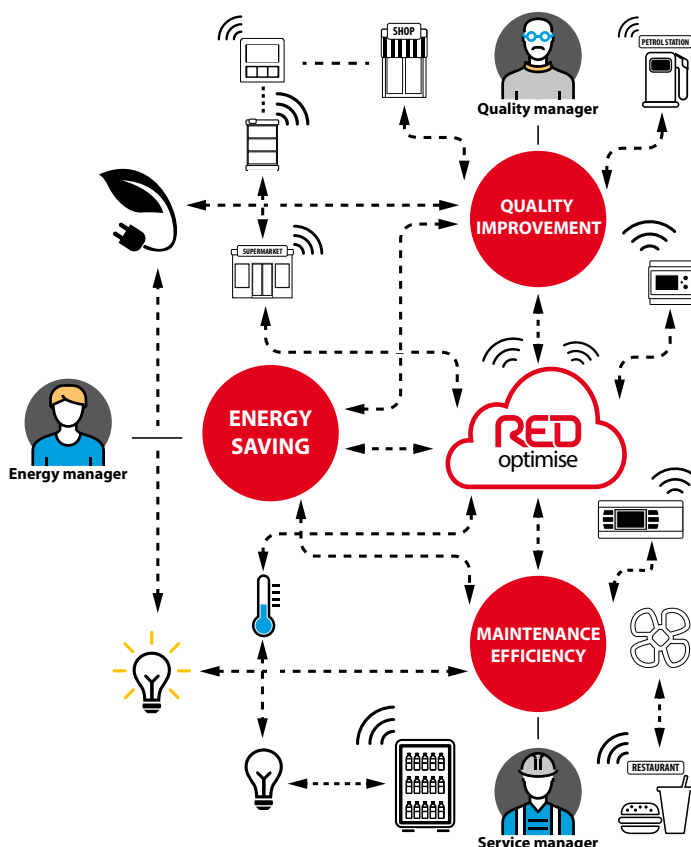 SHOP
PETROL STATION
Quality manager
QUALITY
IMPROVEMENT
SUPERMARKET
ENERGY
SAVING
RED
optimise
Energy manager
MAINTENANCE
EFFICIENCY
RESTAURANT
Service manager